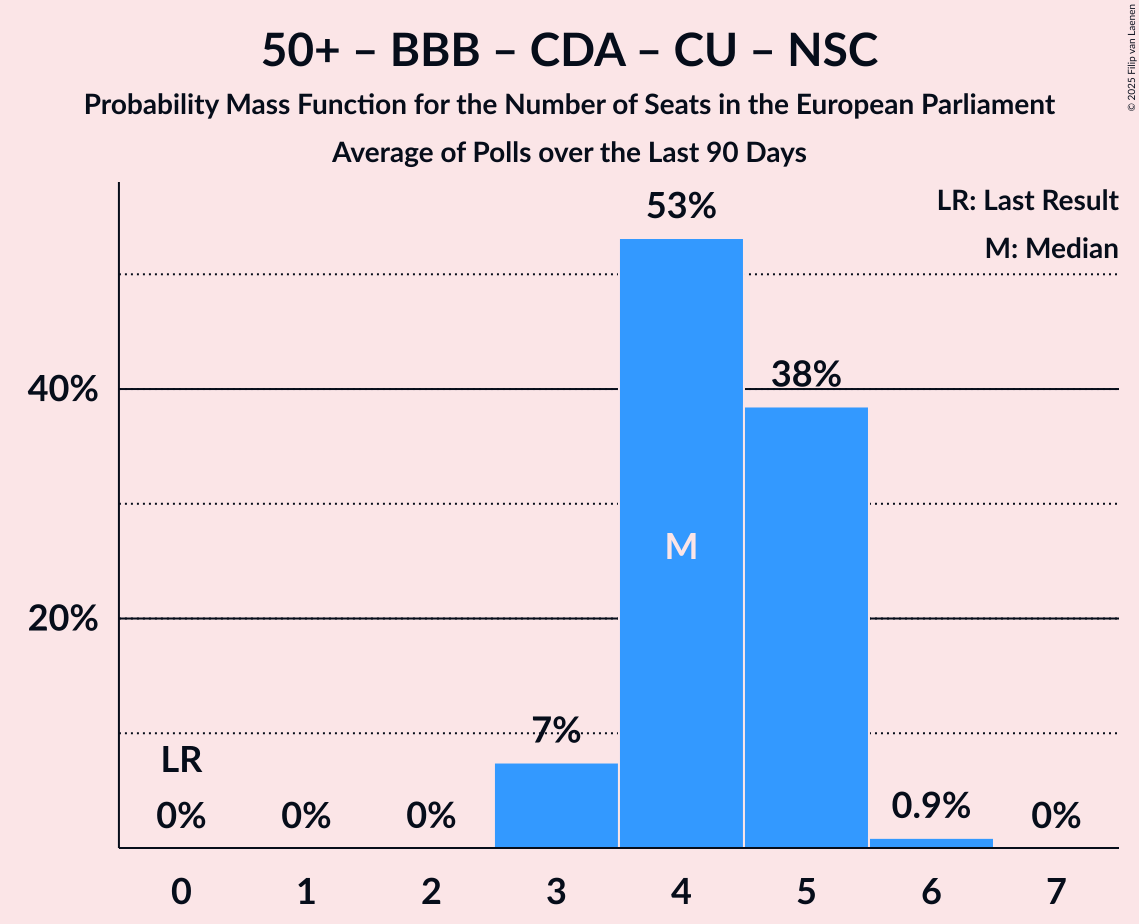 50+ – BBB – CDA – CU – NSC
Probability Mass Function for the Number of Seats in the European Parliament
Average of Polls over the Last 90 Days
© 2025 Filip van Laenen
LR: Last Result
M: Median
53%
38%
40%
M
20%
7%
LR
0% 0% 0% 0.9% 0%
0 1 2 3 4 5 6 7